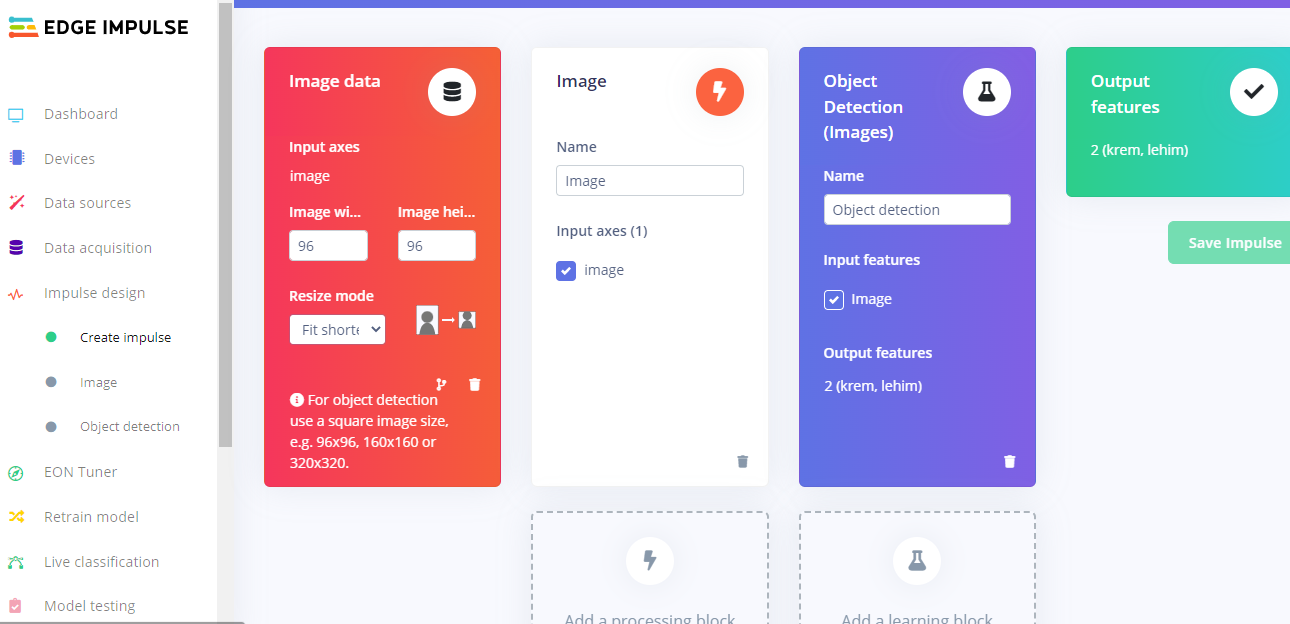 EDGE IMPULSE
Dashboard
Devices
Data sources
Data acquisition
Impulse design
Create impulse
Image
Object detection
EON Tuner
Retrain model
Live classification
Model testing
Image data
Input axes
image
Image wi... Image hei...
96 96
Resize mode
Fit shorte
For object detection
use a square image size,
e.g. 96x96, 160x160 or
320x320.
Image
Name
Image
Input axes (1)
image
Add a processing block
Object
Detection
(Images)
Name
Object detection
Input features
Image
Output features
2 (krem, lehim)
Add a learning block
Output
features
2 (krem, lehim)
Save Impulse